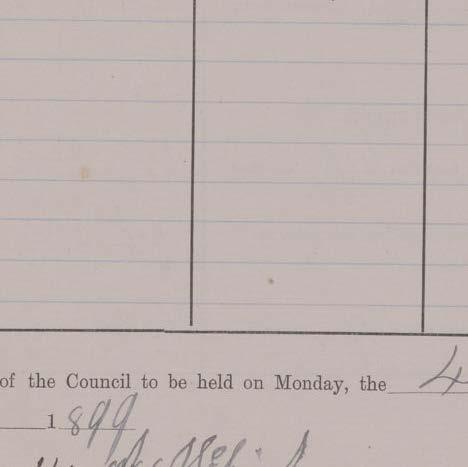 of the Council to be held on Monday, the 4
1899